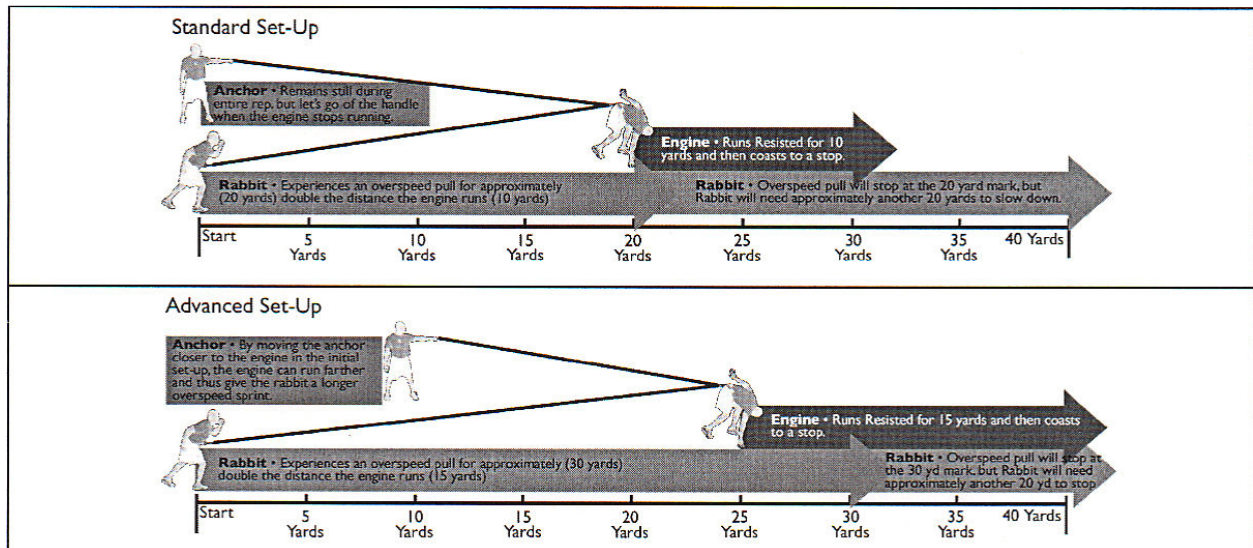 Standard Set-Up
Anchor • Remains still during
entire rep, but let's go of the handle
when the engine stops running.
Engine • Runs Resisted for 10
yards and then coasts to a stop.
Rabbit • Experiences an overspeed pull for approximately
(20 yards) double the distance the engine runs (10 yards)
Rabbit • Overspeed pull will stop at the 20 yard mark, but
Rabbit will need approximately another 20 yards to slow down.
Start 5 10 15 20 25 30 35 40 Yards
Yards Yards Yards Yards Yards Yards Yards
Advanced Set-Up
Anchor • By moving the anchor
closer to the engine in the initial
set-up, the engine can run farther
and thus give the rabbit a longer
overspeed sprint.
Engine • Runs Resisted for 15 yards and then coasts
to a stop.
Rabbit • Experiences an overspeed pull for approximately (30 yards)
double the distance the engine runs (15 yards)
Rabbit • Overspeed pull will stop at
the 30 yd mark, but Rabbit will need
approximately another 20 yd to stop
Start 5 10 15 20 25 30 35 40 Yards
Yards Yards Yards Yards Yards Yards Yards